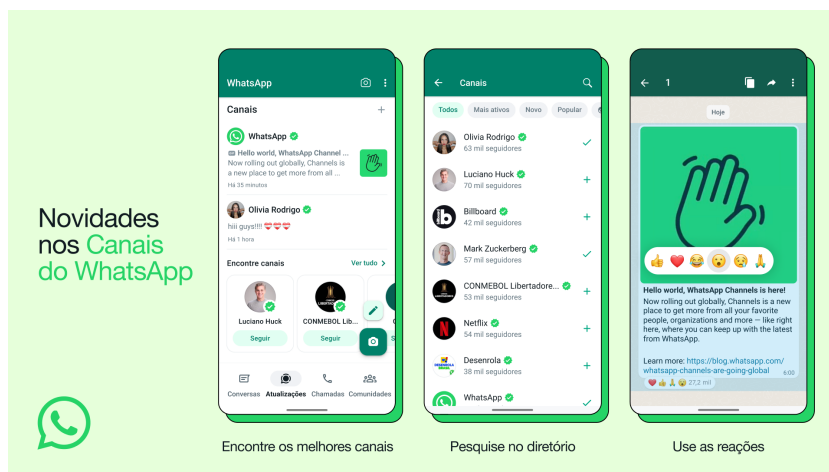 Novidades
nos Canais
do WhatsApp
WhatsApp
Canais
WhatsApp
Hello world, WhatsApp Channel ...
Now rolling out globally, Channels is
a new place to get more from all ...
Há 35 minutos
Olivia Rodrigo
hiii guys!!!!
Há 1 hora
Encontre canais
Ver tudo
Luciano Huck
Seguir
CONMEBOL Lib...
Seguir
Conversas
Atualizações
Chamadas
Comunidades
Encontre os melhores canais
Canais
Todos
Mais ativos
Novo
Popular
Olivia Rodrigo
63 mil seguidores
Luciano Huck
70 mil seguidores
Billboard
42 mil seguidores
Mark Zuckerberg
57 mil seguidores
CONMEBOL Libertadore...
53 mil seguidores
Netflix
54 mil seguidores
Desenrola
38 mil seguidores
WhatsApp
Pesquise no diretório
1
Hoje
Hello world, WhatsApp Channels is here!
Now rolling out globally, Channels is a new
place to get more from all your favorite
people, organizations and more — like right
here, where you can keep up with the latest
from WhatsApp.
Learn more: https://blog.whatsapp.com/
whatsapp-channels-are-going-global
6:00
27,2 mil
Use as reações